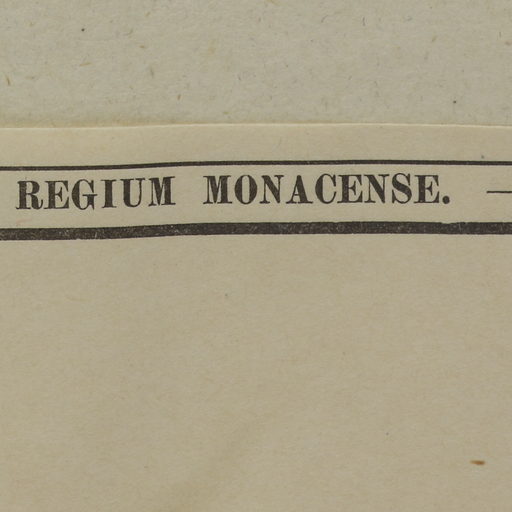 REGIUM MONACENSE. —